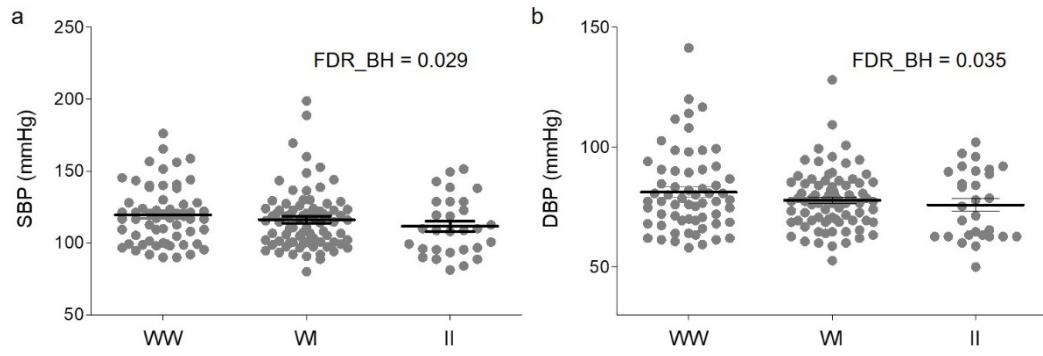 a
FDR_BH = 0.029
SBP (mmHg)
250
200
150
100
50
WW
WI
II
b
FDR_BH = 0.035
DBP (mmHg)
150
100
50
WW
WI
II